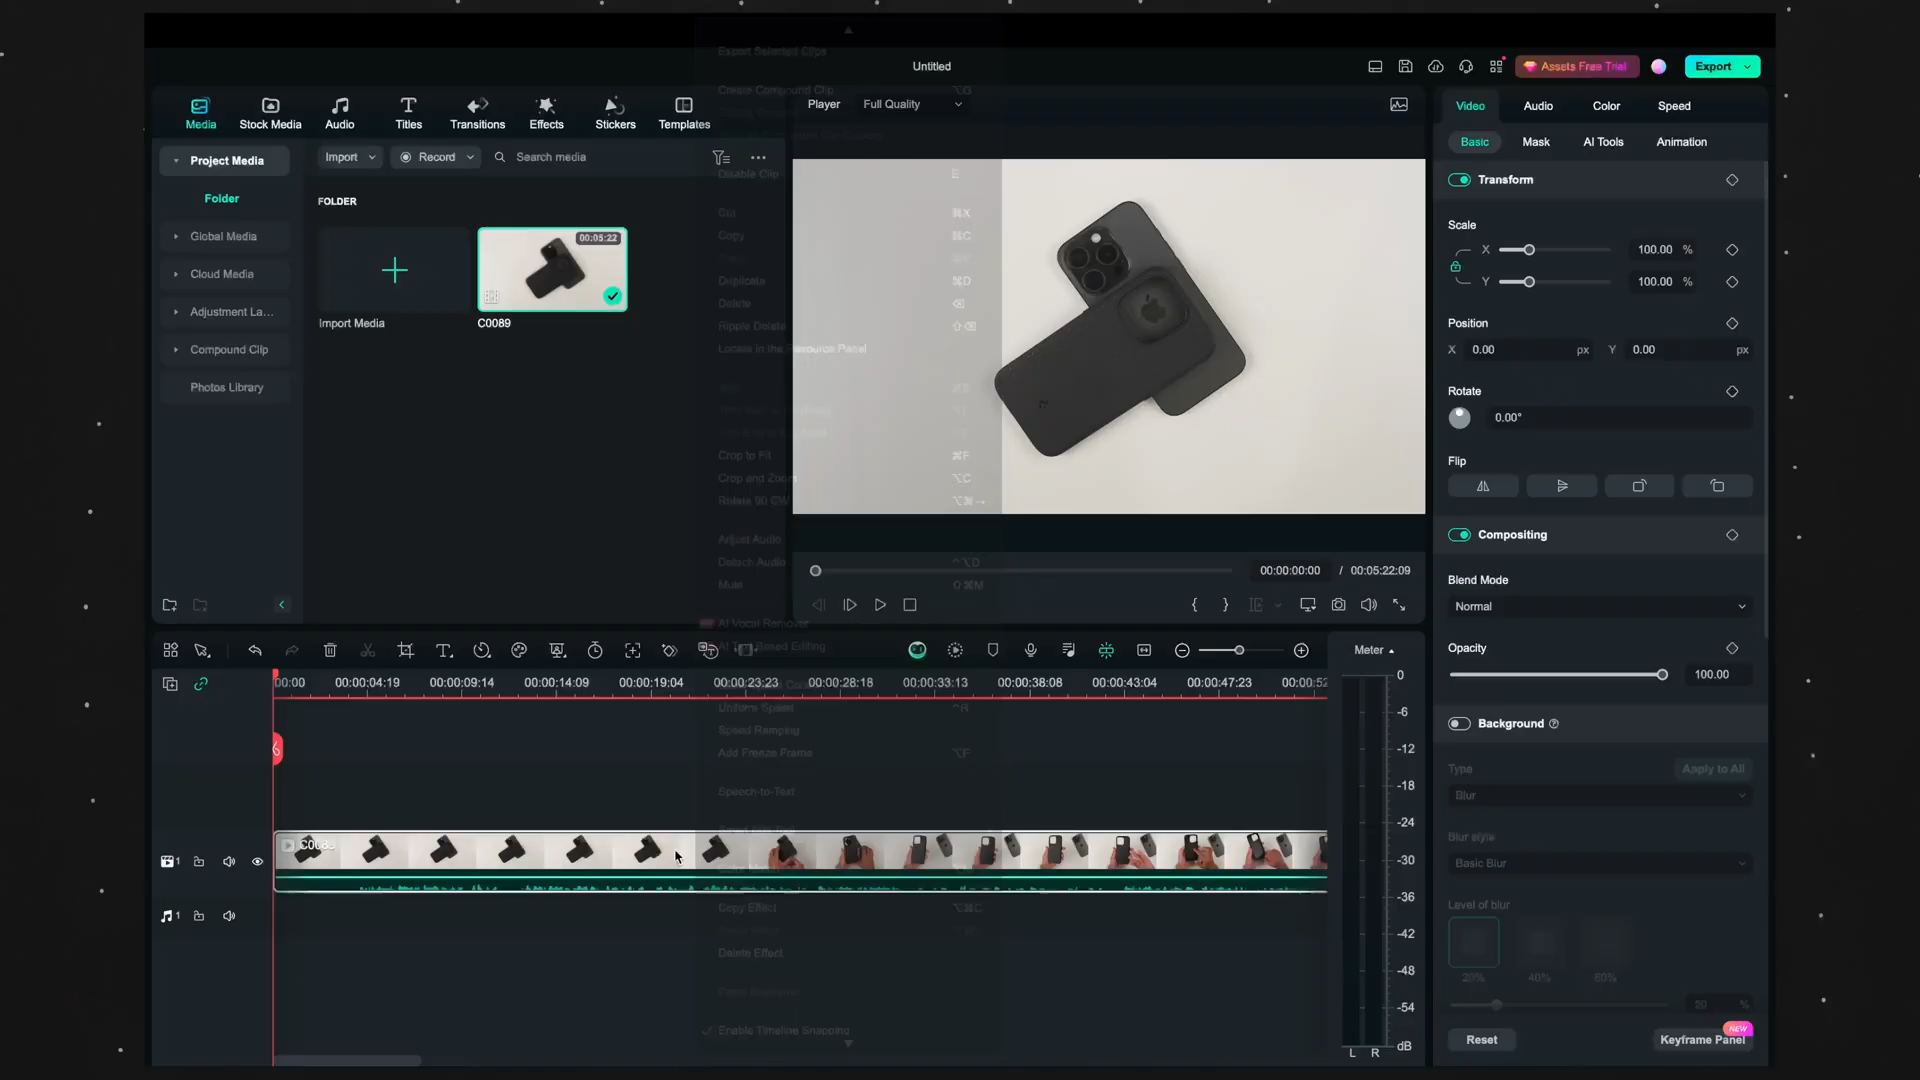 Untitled
Assets Free Trial
Export
Media
Stock Media
Audio
Titles
Transitions
Effects
Stickers
Templates
Project Media
Folder
Global Media
Cloud Media
Adjustment La...
Compound Clip
Photos Library
Import
Record
Search media
FOLDER
00:05:22
Import Media
C0089
Export Selected Clips
Create Compound Clip ⌥G
Disable Clip E
Cut ⌘X
Copy ⌘C
Duplicate ⌘D
Delete ⌫
Ripple Delete ⇧⌫
Locate in the Resource Panel
Crop to Fit ⌘F
Crop and Zoom ⌥C
Rotate 90 CW ⌥⌘→
Adjust Audio
Detach Audio ^⌥D
Mute ⇧⌘M
AI Vocal Remover
AI Text-Based Editing
Uniform Speed ^R
Speed Ramping
Add Freeze Frame ⌥F
Speech-to-Text
Copy Effect ⌥⌘C
Delete Effect
Enable Timeline Snapping
Player
Full Quality
00:00:00:00 / 00:05:22:09
Video
Audio
Color
Speed
Basic
Mask
AI Tools
Animation
Transform
Scale
X 100.00 %
Y 100.00 %
Position
X 0.00 px Y 0.00 px
Rotate
0.00°
Flip
Compositing
Blend Mode
Normal
Opacity
100.00
Background
Type
Apply to All
Blur
Blur style
Basic Blur
Level of blur
20% 40% 60%
20 %
Reset
Keyframe Panel
NEW
00:00 00:00:04:19 00:00:09:14 00:00:14:09 00:00:19:04 00:00:23:23 00:00:28:18 00:00:33:13 00:00:38:08 00:00:43:04 00:00:47:23 00:00:52
1
C0089
1
Meter
0
-6
-12
-18
-24
-30
-36
-42
-48
-54
dB
L R